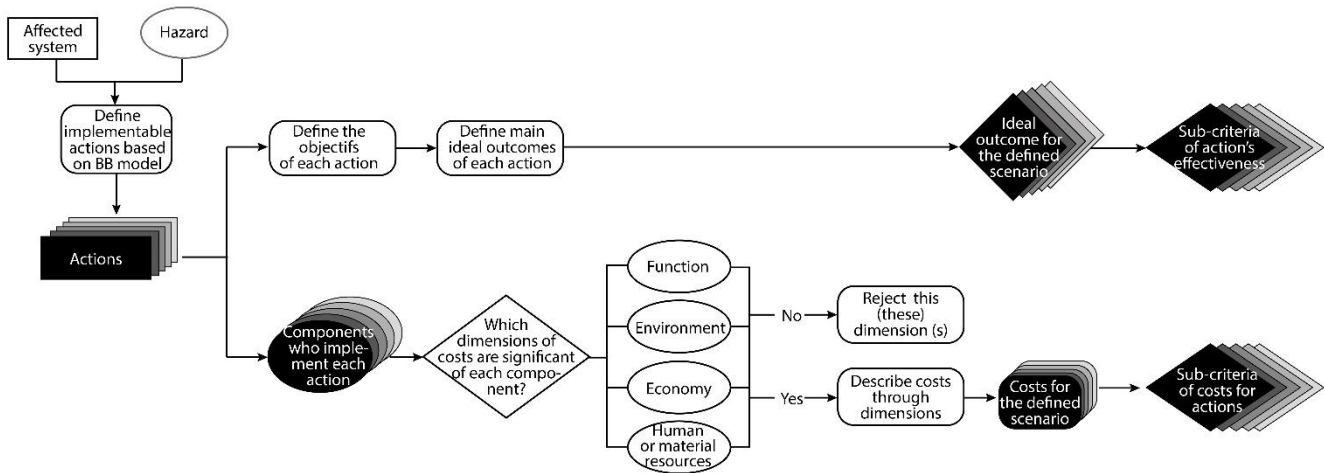 Affected
system
Hazard
Define
implementable
actions based
on BB model
Actions
Define the
objectifs
of each action
Define main
ideal outcomes
of each action
Ideal
outcome for
the defined
scenario
Sub-criteria
of action's
effectiveness
Components
who imple-
ment each
action
Which
dimensions of
costs are significant
of each compo-
nent?
Function
Environment
Economy
Human
or material
resources
No
Reject this
(these)
dimension (s)
Yes
Describe costs
through
dimensions
Costs for
the defined
scenario
Sub-criteria
of costs for
actions